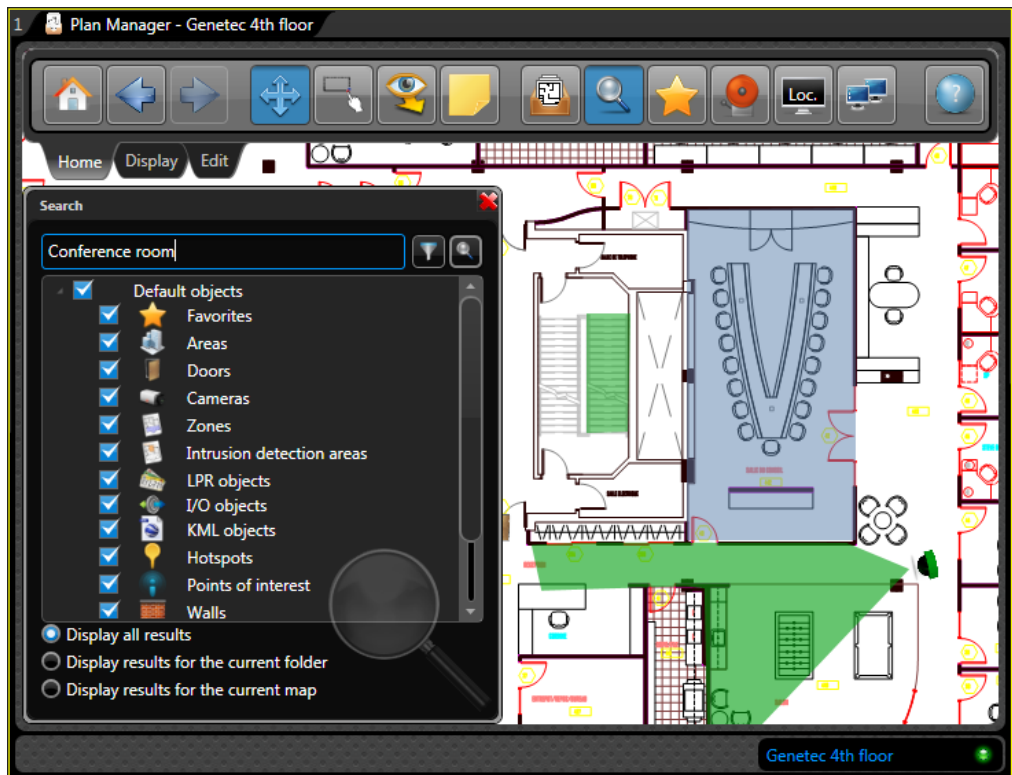 1 Plan Manager - Genetec 4th floor
Loc.
?
Home Display Edit
Search
Conference room
Default objects
Favorites
Areas
Doors
Cameras
Zones
Intrusion detection areas
LPR objects
I/O objects
KML objects
Hotspots
Points of interest
Walls
Display all results
Display results for the current folder
Display results for the current map
Genetec 4th floor